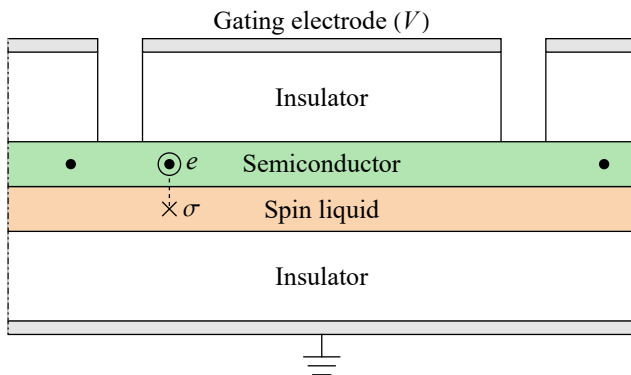 Gating electrode (V)
Insulator
e Semiconductor
σ Spin liquid
Insulator